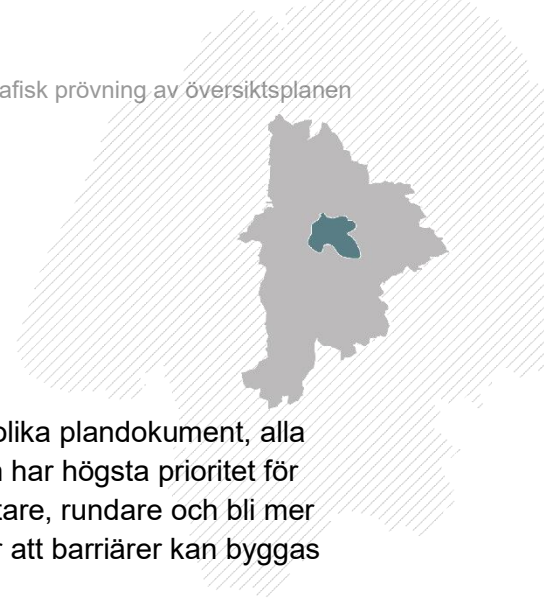 afisk prövning av översiktsplanen
olika plandokument, alla
har högsta prioritet för
tare, rundare och bli mer
att barriärer kan byggas